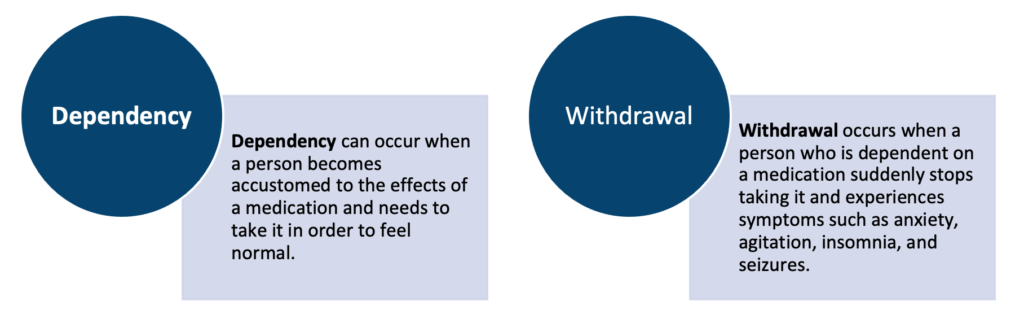 Dependency
Dependency can occur when
a person becomes
accustomed to the effects of
a medication and needs to
take it in order to feel
normal.
Withdrawal
Withdrawal occurs when a
person who is dependent on
a medication suddenly stops
taking it and experiences
symptoms such as anxiety,
agitation, insomnia, and
seizures.